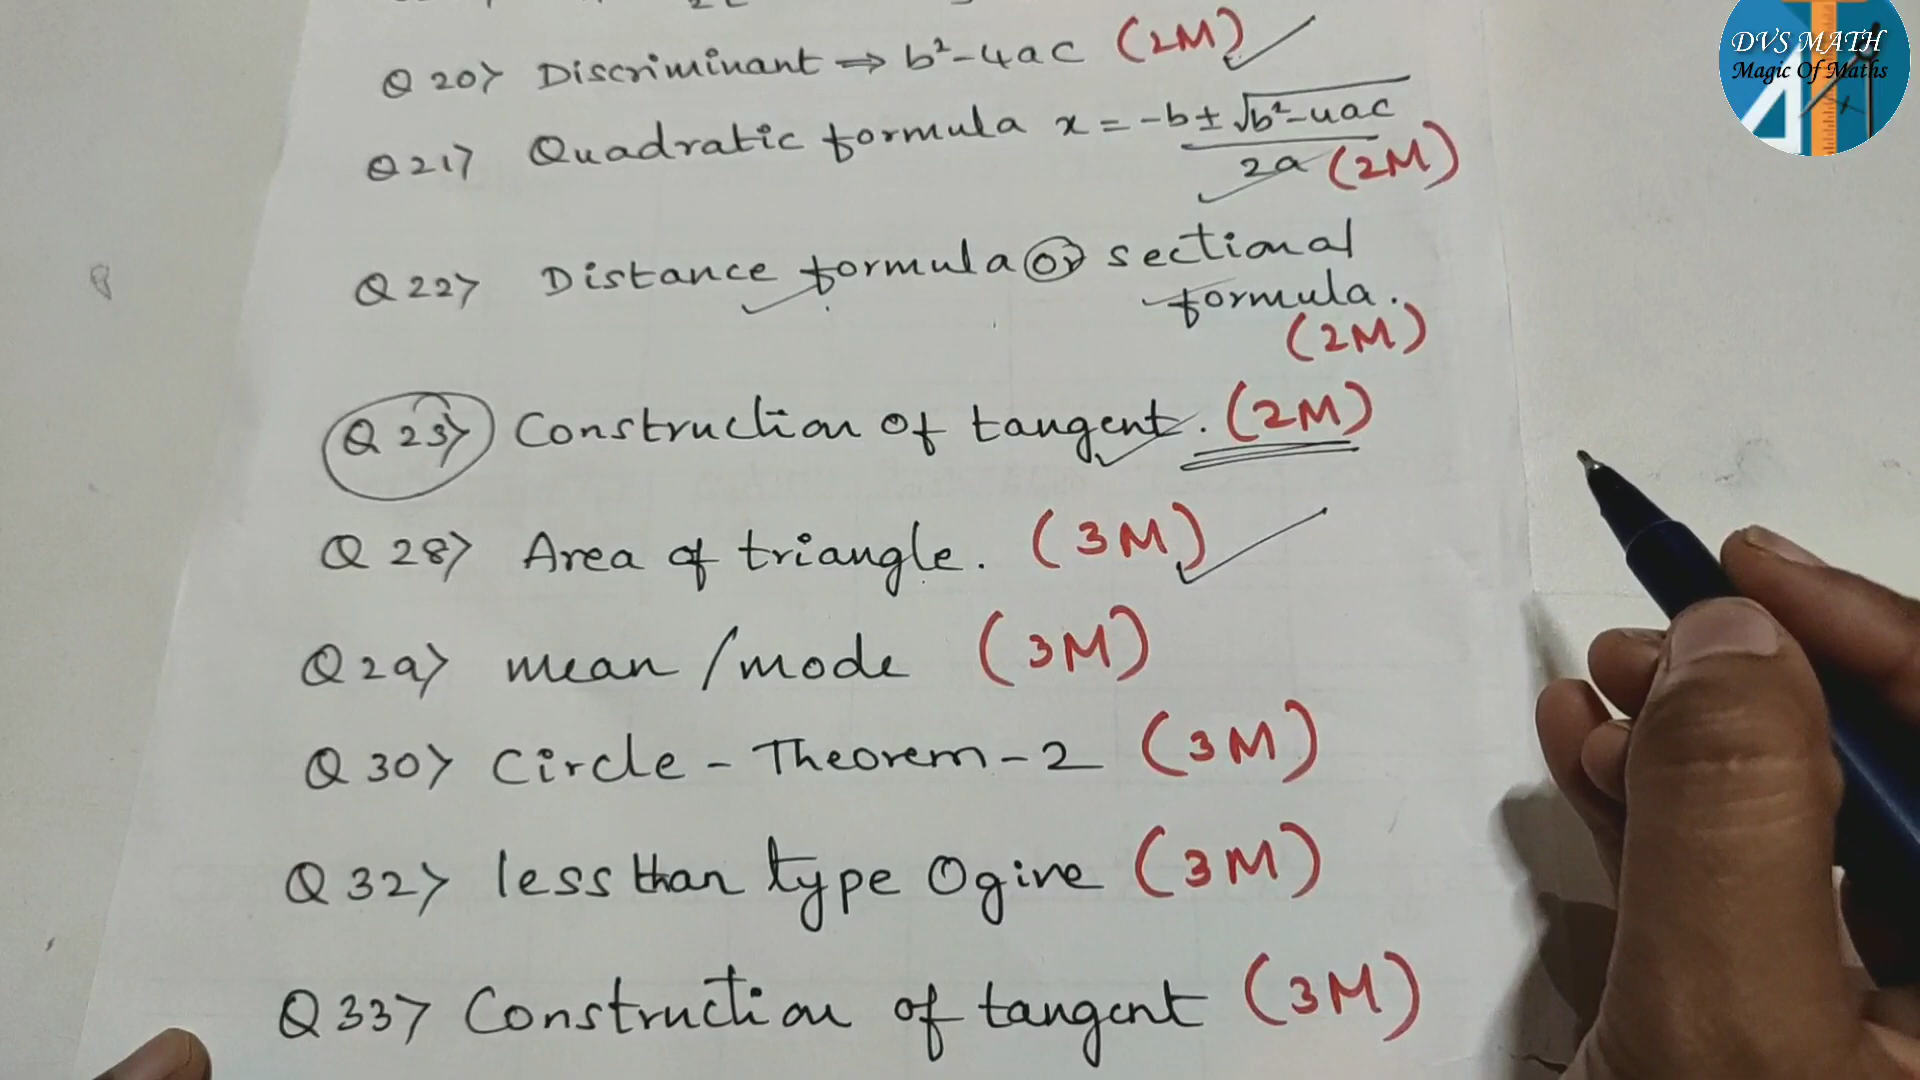 Q 20> Discriminant ⇒ b²-4ac (2M)
Q 21> Quadratic formula x = -b ± √b²-4ac
2a (2M)
Q 22> Distance formula or sectional
formula.
(2M)
Q 23> Construction of tangent. (2M)
Q 28> Area of triangle. (3M)
Q 29> mean/mode (3M)
Q 30> Circle - Theorem-2 (3M)
Q 32> less than type Ogive (3M)
Q 33> Construction of tangent (3M)
DVS MATH
Magic Of Maths